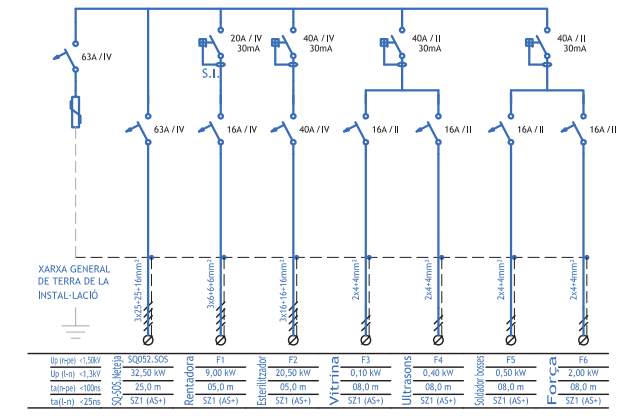 20A / IV
30mA
40A / IV
30mA
40A / II
30mA
40A / II
30mA
63A / IV
S.I.
63A / IV
16A / IV
40A / IV
16A / II
16A / II
16A / II
16A / II
XARXA GENERAL
DE TERRA DE LA
INSTAL·LACIÓ
3x25+25+16mm²
3x6+6+6mm²
3x16+16+16mm²
2x4+4mm²
2x4+4mm²
2x4+4mm²
2x4+4mm²
Up (n-pe) <1,50kV
Up (l-n) <1,3kV
ta(n-pe) <100ns
ta(l-n) <25ns
SQ-SOS.Neteja
SQ052.SOS
32,50 kW
25,0 m
SZ1 (AS+)
Rentadora
F1
9,00 kW
05,0 m
SZ1 (AS+)
Esterilitzador
F2
20,50 kW
05,0 m
SZ1 (AS+)
Vitrina
F3
0,10 kW
08,0 m
SZ1 (AS+)
Ultrasons
F4
0,40 kW
08,0 m
SZ1 (AS+)
Soldador bosses
F5
0,50 kW
08,0 m
SZ1 (AS+)
Força
F6
2,00 kW
08,0 m
SZ1 (AS+)